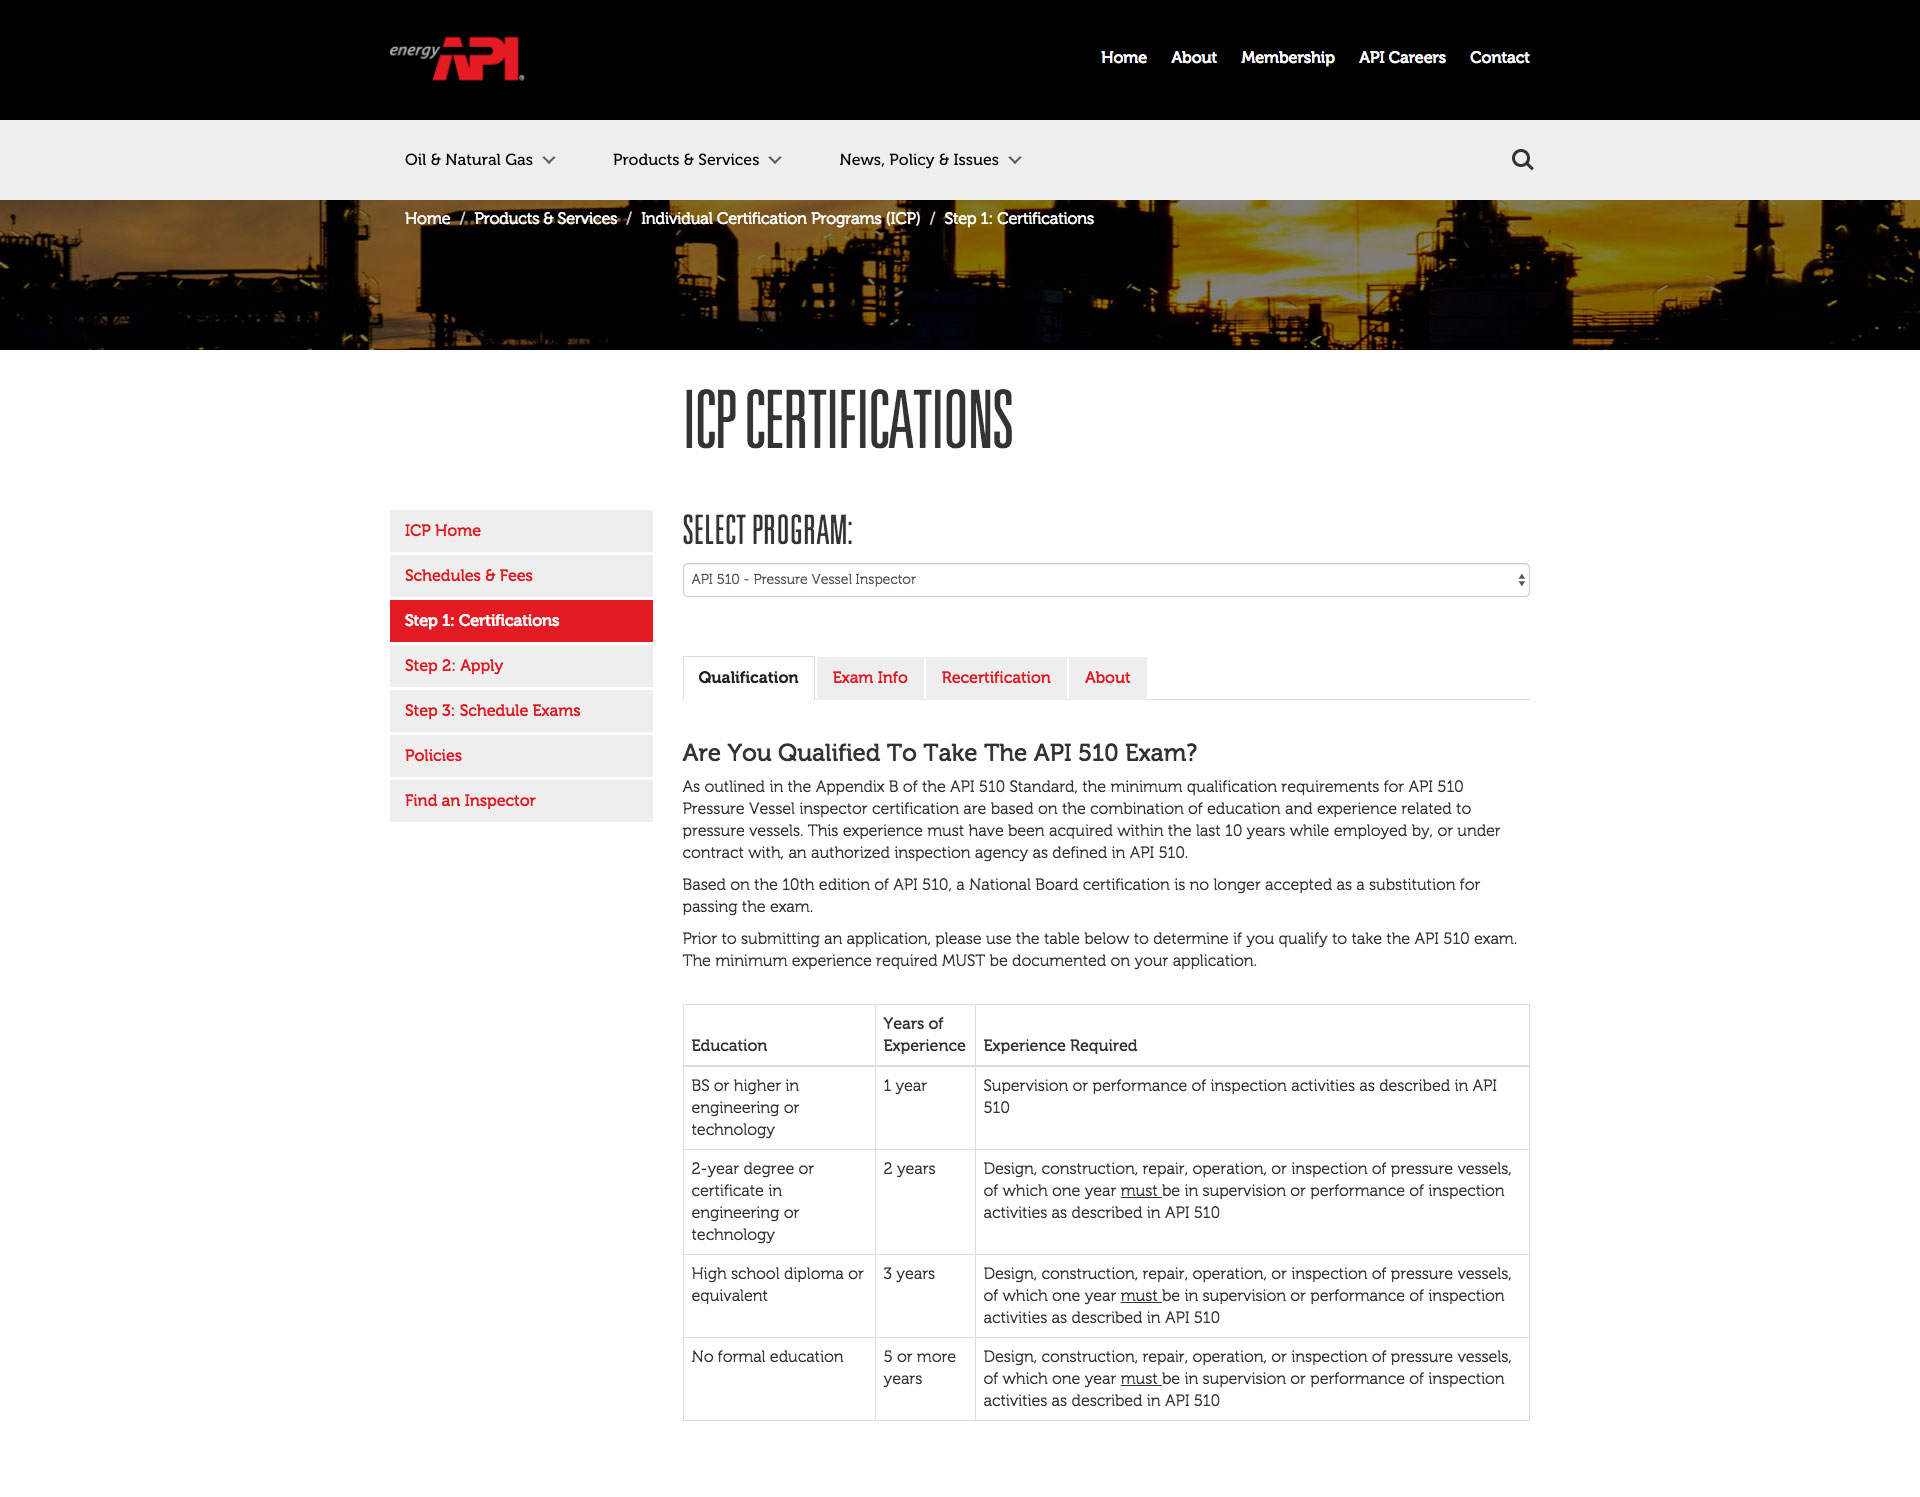 energy API
Home About Membership API Careers Contact
Oil & Natural Gas Products & Services News, Policy & Issues
Home / Products & Services / Individual Certification Programs (ICP) / Step 1: Certifications
ICP CERTIFICATIONS
ICP Home
Schedules & Fees
Step 1: Certifications
Step 2: Apply
Step 3: Schedule Exams
Policies
Find an Inspector
SELECT PROGRAM:
API 510 - Pressure Vessel Inspector
Qualification Exam Info Recertification About
Are You Qualified To Take The API 510 Exam?
As outlined in the Appendix B of the API 510 Standard, the minimum qualification requirements for API 510
Pressure Vessel inspector certification are based on the combination of education and experience related to
pressure vessels. This experience must have been acquired within the last 10 years while employed by, or under
contract with, an authorized inspection agency as defined in API 510.
Based on the 10th edition of API 510, a National Board certification is no longer accepted as a substitution for
passing the exam.
Prior to submitting an application, please use the table below to determine if you qualify to take the API 510 exam.
The minimum experience required MUST be documented on your application.
Education
Years of
Experience
Experience Required
BS or higher in
engineering or
technology
1 year
Supervision or performance of inspection activities as described in API
510
2-year degree or
certificate in
engineering or
technology
2 years
Design, construction, repair, operation, or inspection of pressure vessels,
of which one year must be in supervision or performance of inspection
activities as described in API 510
High school diploma or
equivalent
3 years
Design, construction, repair, operation, or inspection of pressure vessels,
of which one year must be in supervision or performance of inspection
activities as described in API 510
No formal education
5 or more
years
Design, construction, repair, operation, or inspection of pressure vessels,
of which one year must be in supervision or performance of inspection
activities as described in API 510